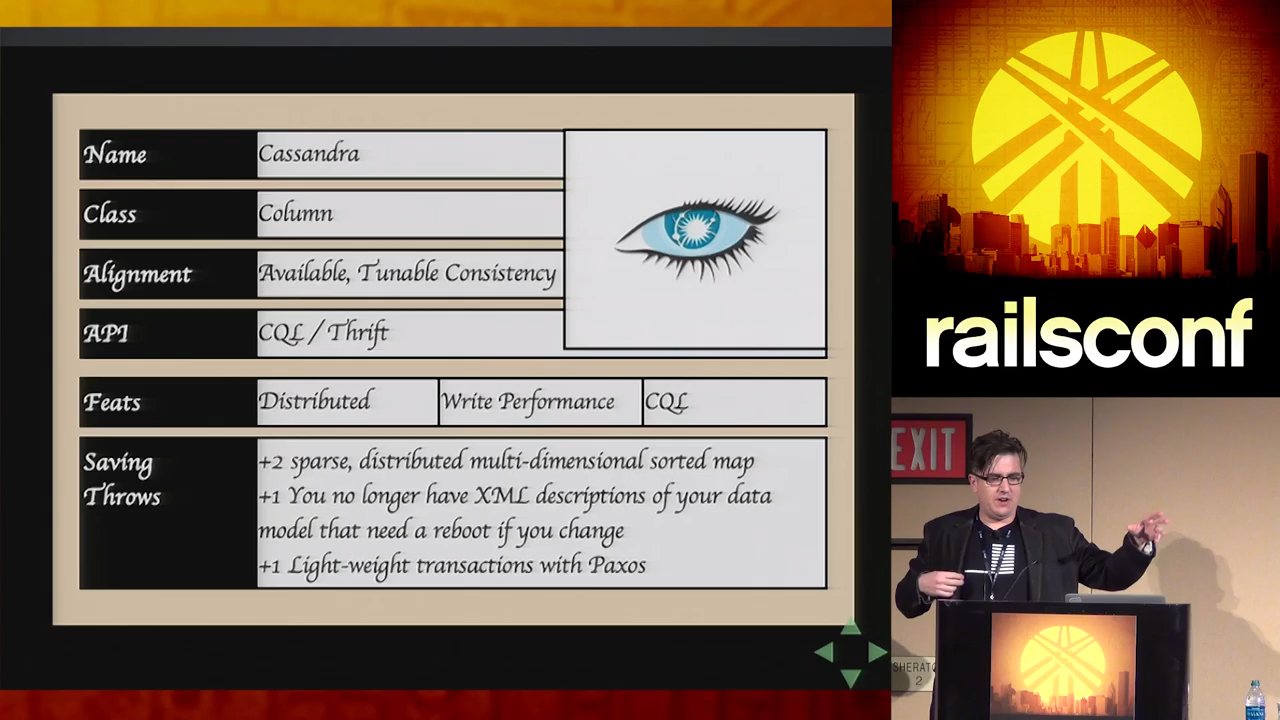 Name Cassandra
Class Column
Alignment Available, Tunable Consistency
API CQL / Thrift
Feats Distributed Write Performance CQL
Saving Throws
+2 sparse, distributed multi-dimensional sorted map
+1 You no longer have XML descriptions of your data
model that need a reboot if you change
+1 Light-weight transactions with Paxos
railsconf
EXIT
SHERATO
2